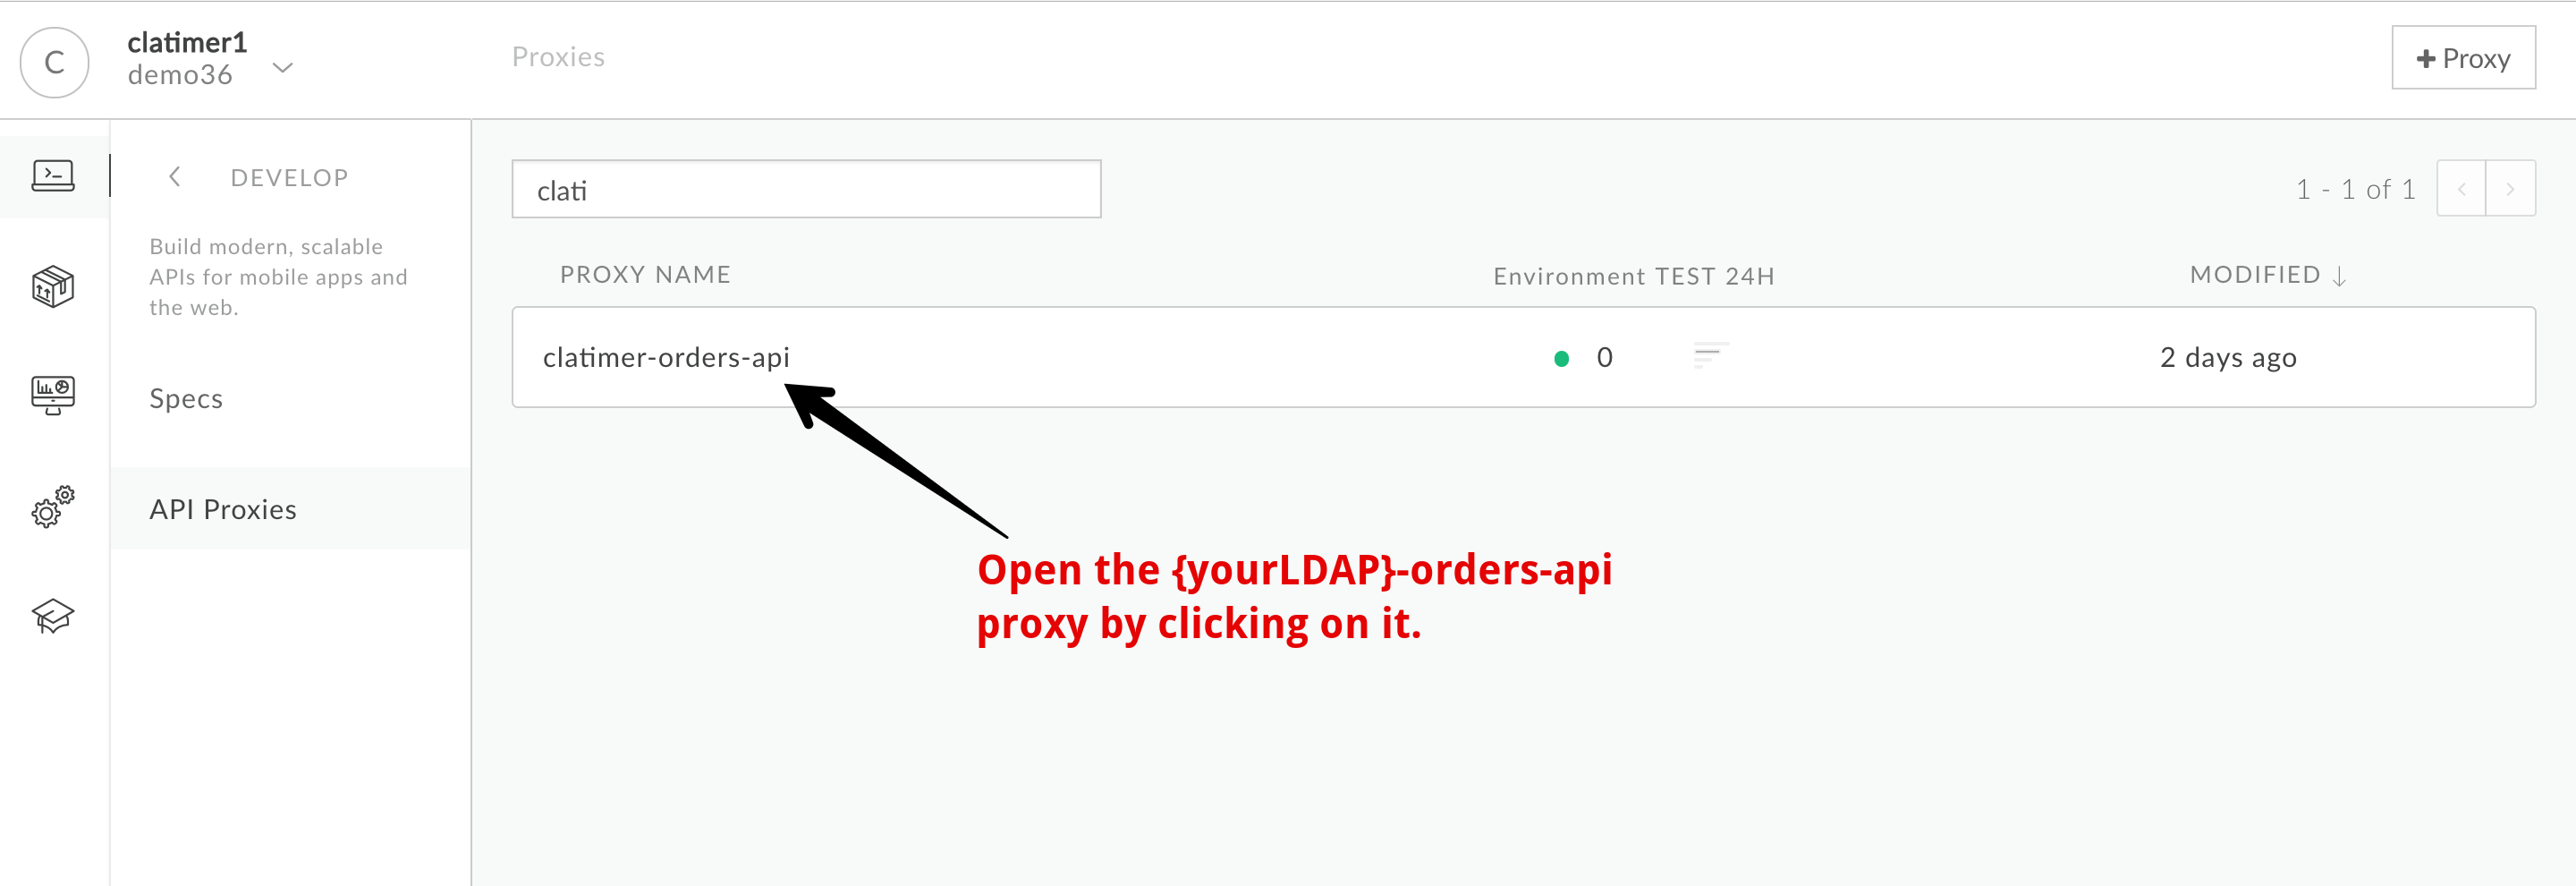 C
clatimer1
demo36
Proxies
+ Proxy
DEVELOP
Build modern, scalable
APIs for mobile apps and
the web.
Specs
API Proxies
clati
1 - 1 of 1
PROXY NAME
Environment TEST 24H
MODIFIED ↓
clatimer-orders-api
0
2 days ago
Open the {yourLDAP}-orders-api
proxy by clicking on it.